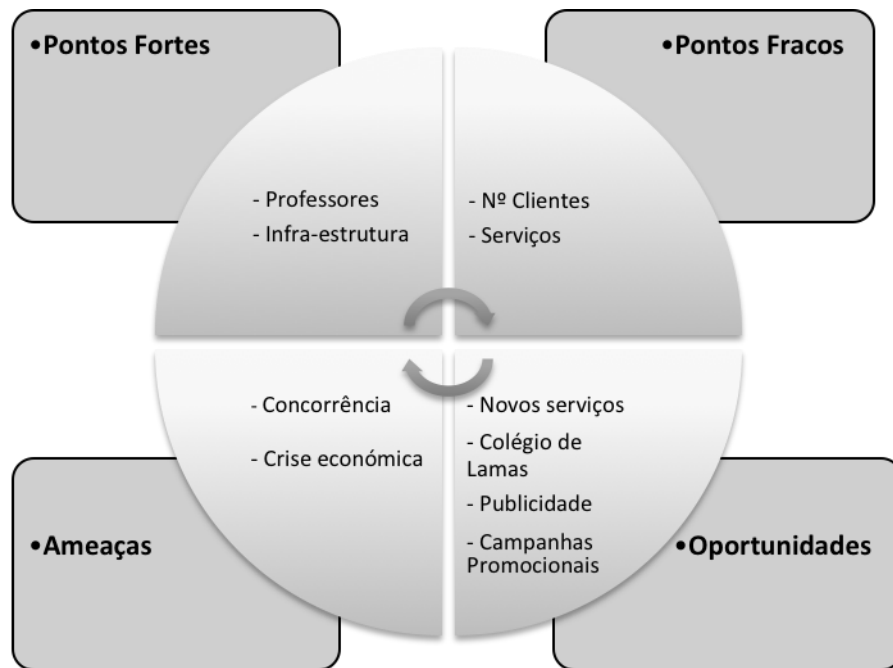 •Pontos Fortes
•Pontos Fracos
- Professores
- Infra-estrutura
- Nº Clientes
- Serviços
- Concorrência
- Crise económica
- Novos serviços
- Colégio de
Lamas
- Publicidade
- Campanhas
Promocionais
•Ameaças
•Oportunidades